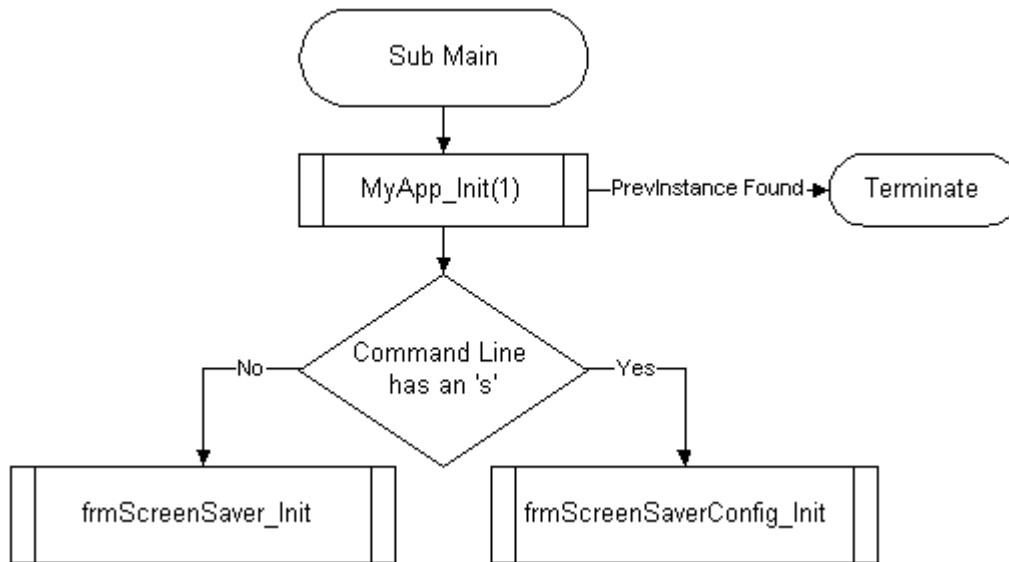 Sub Main
MyApp_Init(1)
PrevInstance Found
Terminate
Command Line
has an 's'
No
Yes
frmScreenSaver_Init
frmScreenSaverConfig_Init